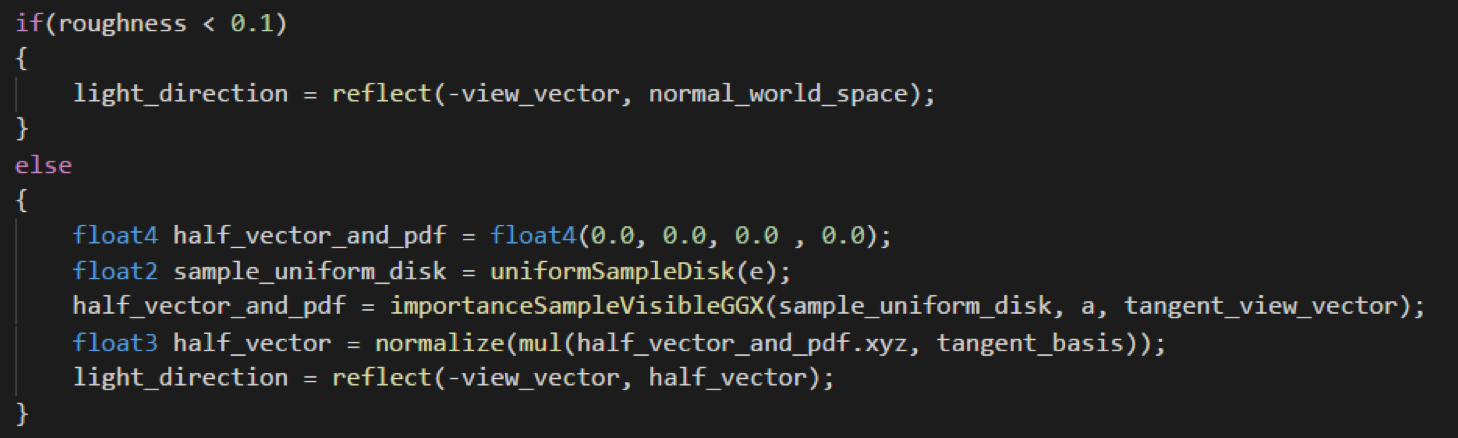 if(roughness < 0.1)
{
    light_direction = reflect(-view_vector, normal_world_space);
}
else
{
    float4 half_vector_and_pdf = float4(0.0, 0.0, 0.0 , 0.0);
    float2 sample_uniform_disk = uniformSampleDisk(e);
    half_vector_and_pdf = importanceSampleVisibleGGX(sample_uniform_disk, a, tangent_view_vector);
    float3 half_vector = normalize(mul(half_vector_and_pdf.xyz, tangent_basis));
    light_direction = reflect(-view_vector, half_vector);
}